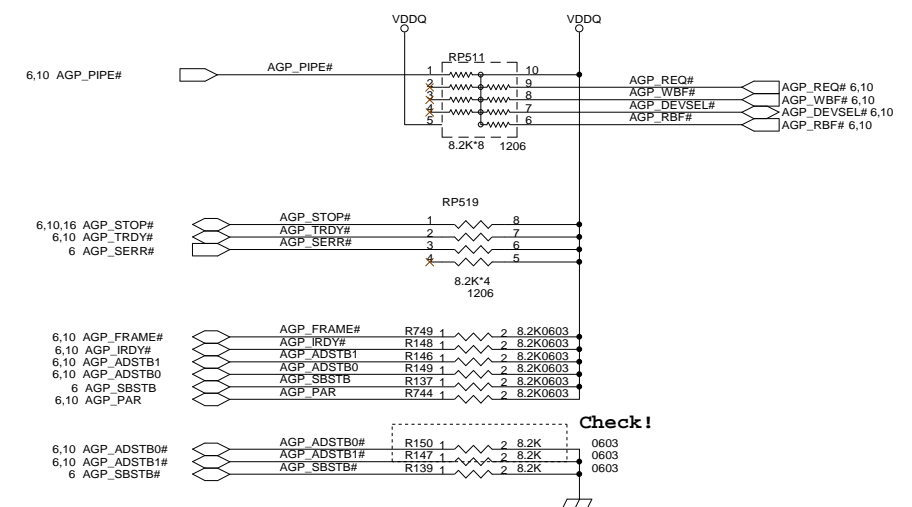 VDDQ VDDQ
RP511
6,10 AGP_PIPE# AGP_PIPE# 1 10
2 9 AGP_REQ# AGP_REQ# 6,10
3 8 AGP_WBF# AGP_WBF# 6,10
4 7 AGP_DEVSEL# AGP_DEVSEL# 6,10
5 6 AGP_RBF# AGP_RBF# 6,10
8.2K*8 1206
RP519
6,10,16 AGP_STOP# AGP_STOP# 1 8
6,10 AGP_TRDY# AGP_TRDY# 2 7
6 AGP_SERR# AGP_SERR# 3 6
4 5
8.2K*4
1206
6,10 AGP_FRAME# AGP_FRAME# R749 1 2 8.2K0603
6,10 AGP_IRDY# AGP_IRDY# R148 1 2 8.2K0603
6,10 AGP_ADSTB1 AGP_ADSTB1 R146 1 2 8.2K0603
6,10 AGP_ADSTB0 AGP_ADSTB0 R149 1 2 8.2K0603
6 AGP_SBSTB AGP_SBSTB R137 1 2 8.2K0603
6,10 AGP_PAR AGP_PAR R744 1 2 8.2K0603
Check!
6,10 AGP_ADSTB0# AGP_ADSTB0# R150 1 2 8.2K 0603
6,10 AGP_ADSTB1# AGP_ADSTB1# R147 1 2 8.2K 0603
6 AGP_SBSTB# AGP_SBSTB# R139 1 2 8.2K 0603